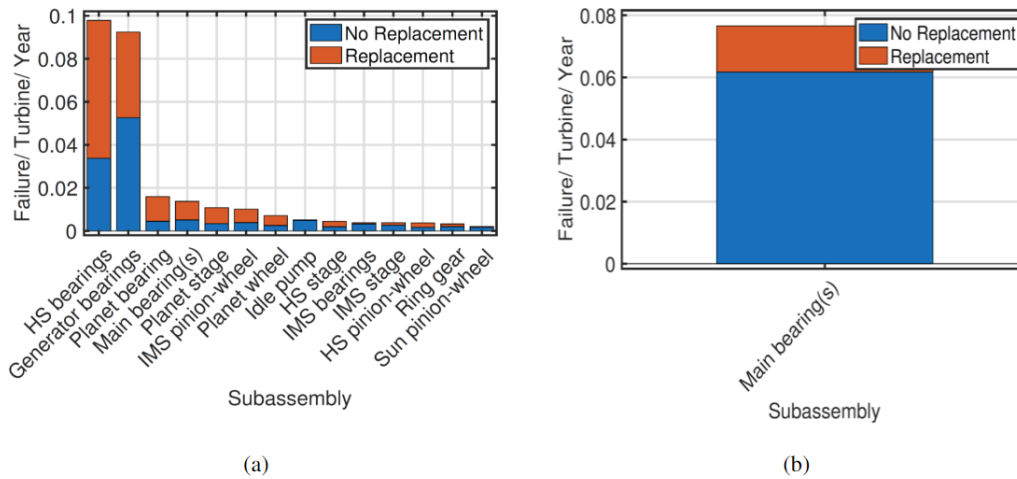 0.1
0.08
0.06
0.04
0.02
0
Failure/ Turbine/ Year
No Replacement
Replacement
HS bearings
Generator bearings
Planet bearing
Main bearing(s)
Planet stage
IMS pinion-wheel
Planet wheel
Idle pump
HS stage
IMS bearings
IMS stage
HS pinion-wheel
Ring gear
Sun pinion-wheel
Subassembly
(a)
0.08
0.06
0.04
0.02
0
Failure/ Turbine/ Year
No Replacement
Replacement
Main bearing(s)
Subassembly
(b)